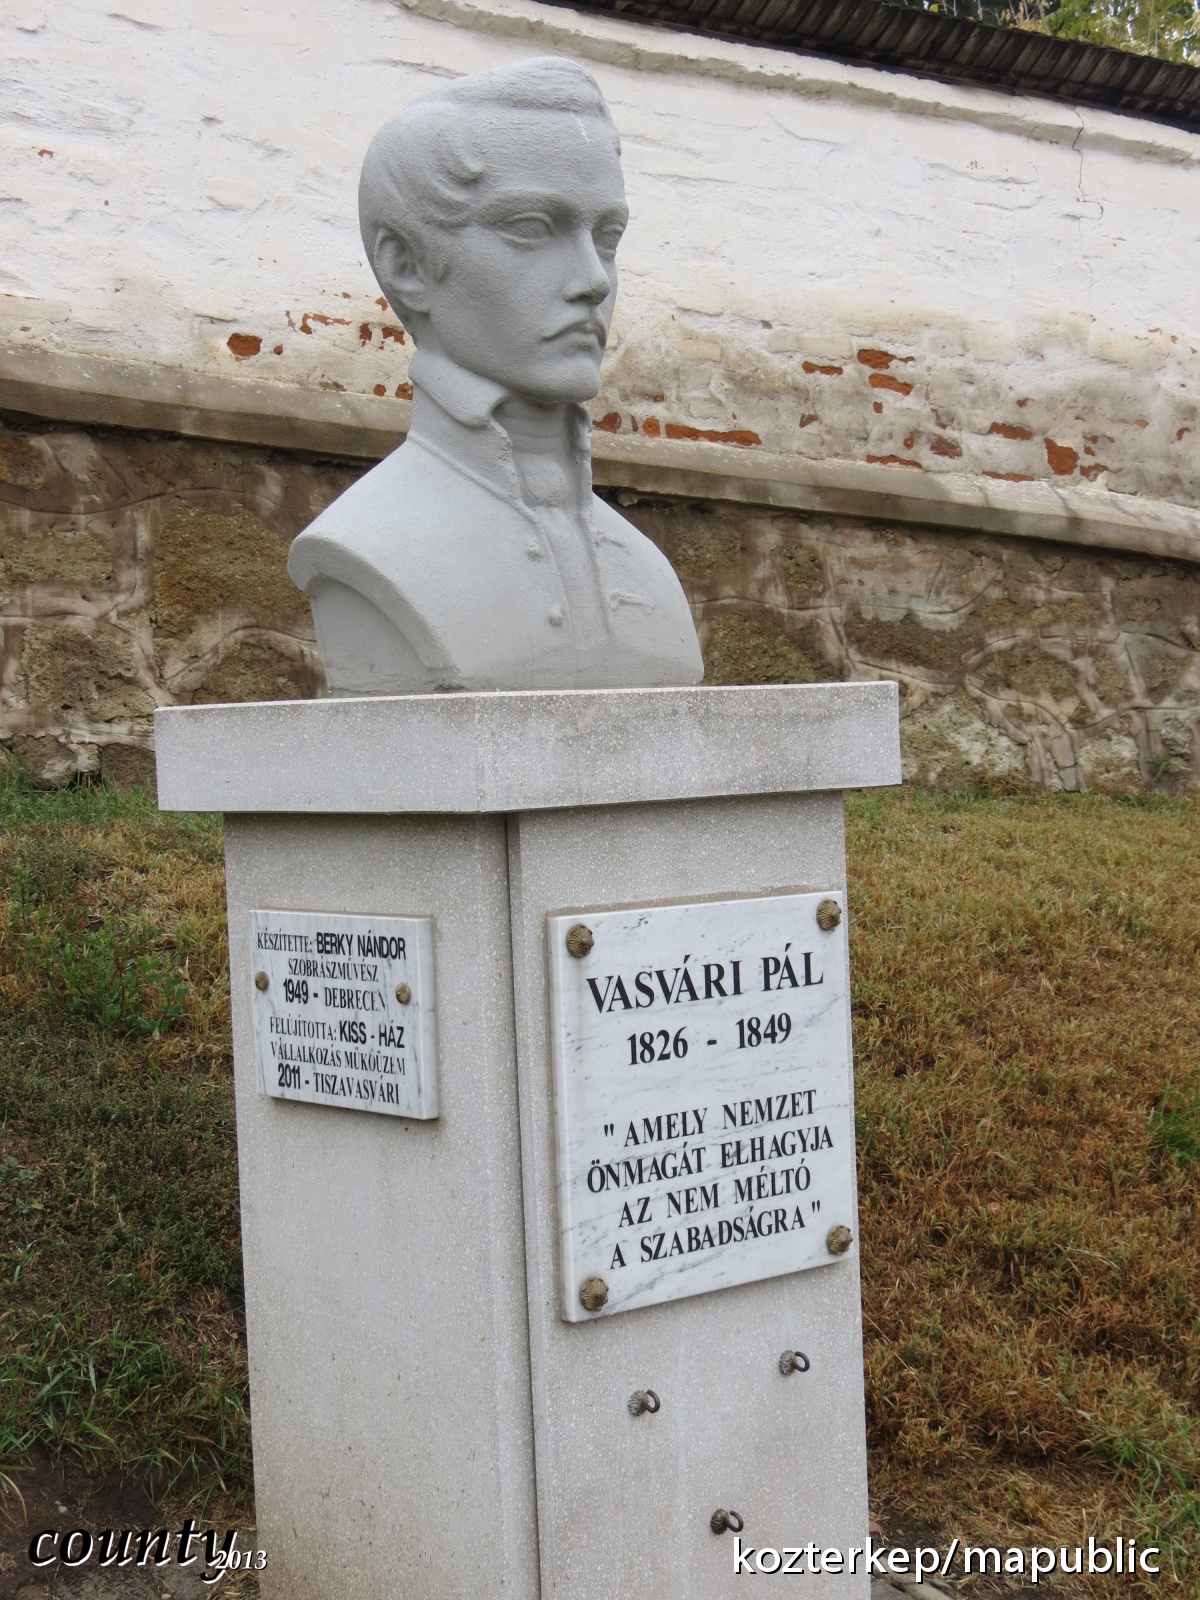 KÉSZÍTETTE: BERKY NÁNDOR
SZOBRÁSZMŰVÉSZ
1949 - DEBRECEN
FELÚJÍTOTTA: KISS - HÁZ
VÁLLALKOZÁS MŰKŐÜZEM
2011 - TISZAVASVÁRI
VASVÁRI PÁL
1826 - 1849
" AMELY NEMZET
ÖNMAGÁT ELHAGYJA
AZ NEM MÉLTÓ
A SZABADSÁGRA "
county 2013
kozterkep/mapublic